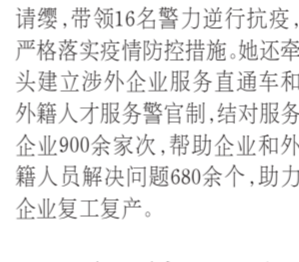 请缨，带领16名警力逆行抗疫，
严格落实疫情防控措施。她还牵
头建立涉外企业服务直通车和
外籍人才服务警官制，结对服务
企业900余家次，帮助企业和外
籍人员解决问题680余个，助力
企业复工复产。